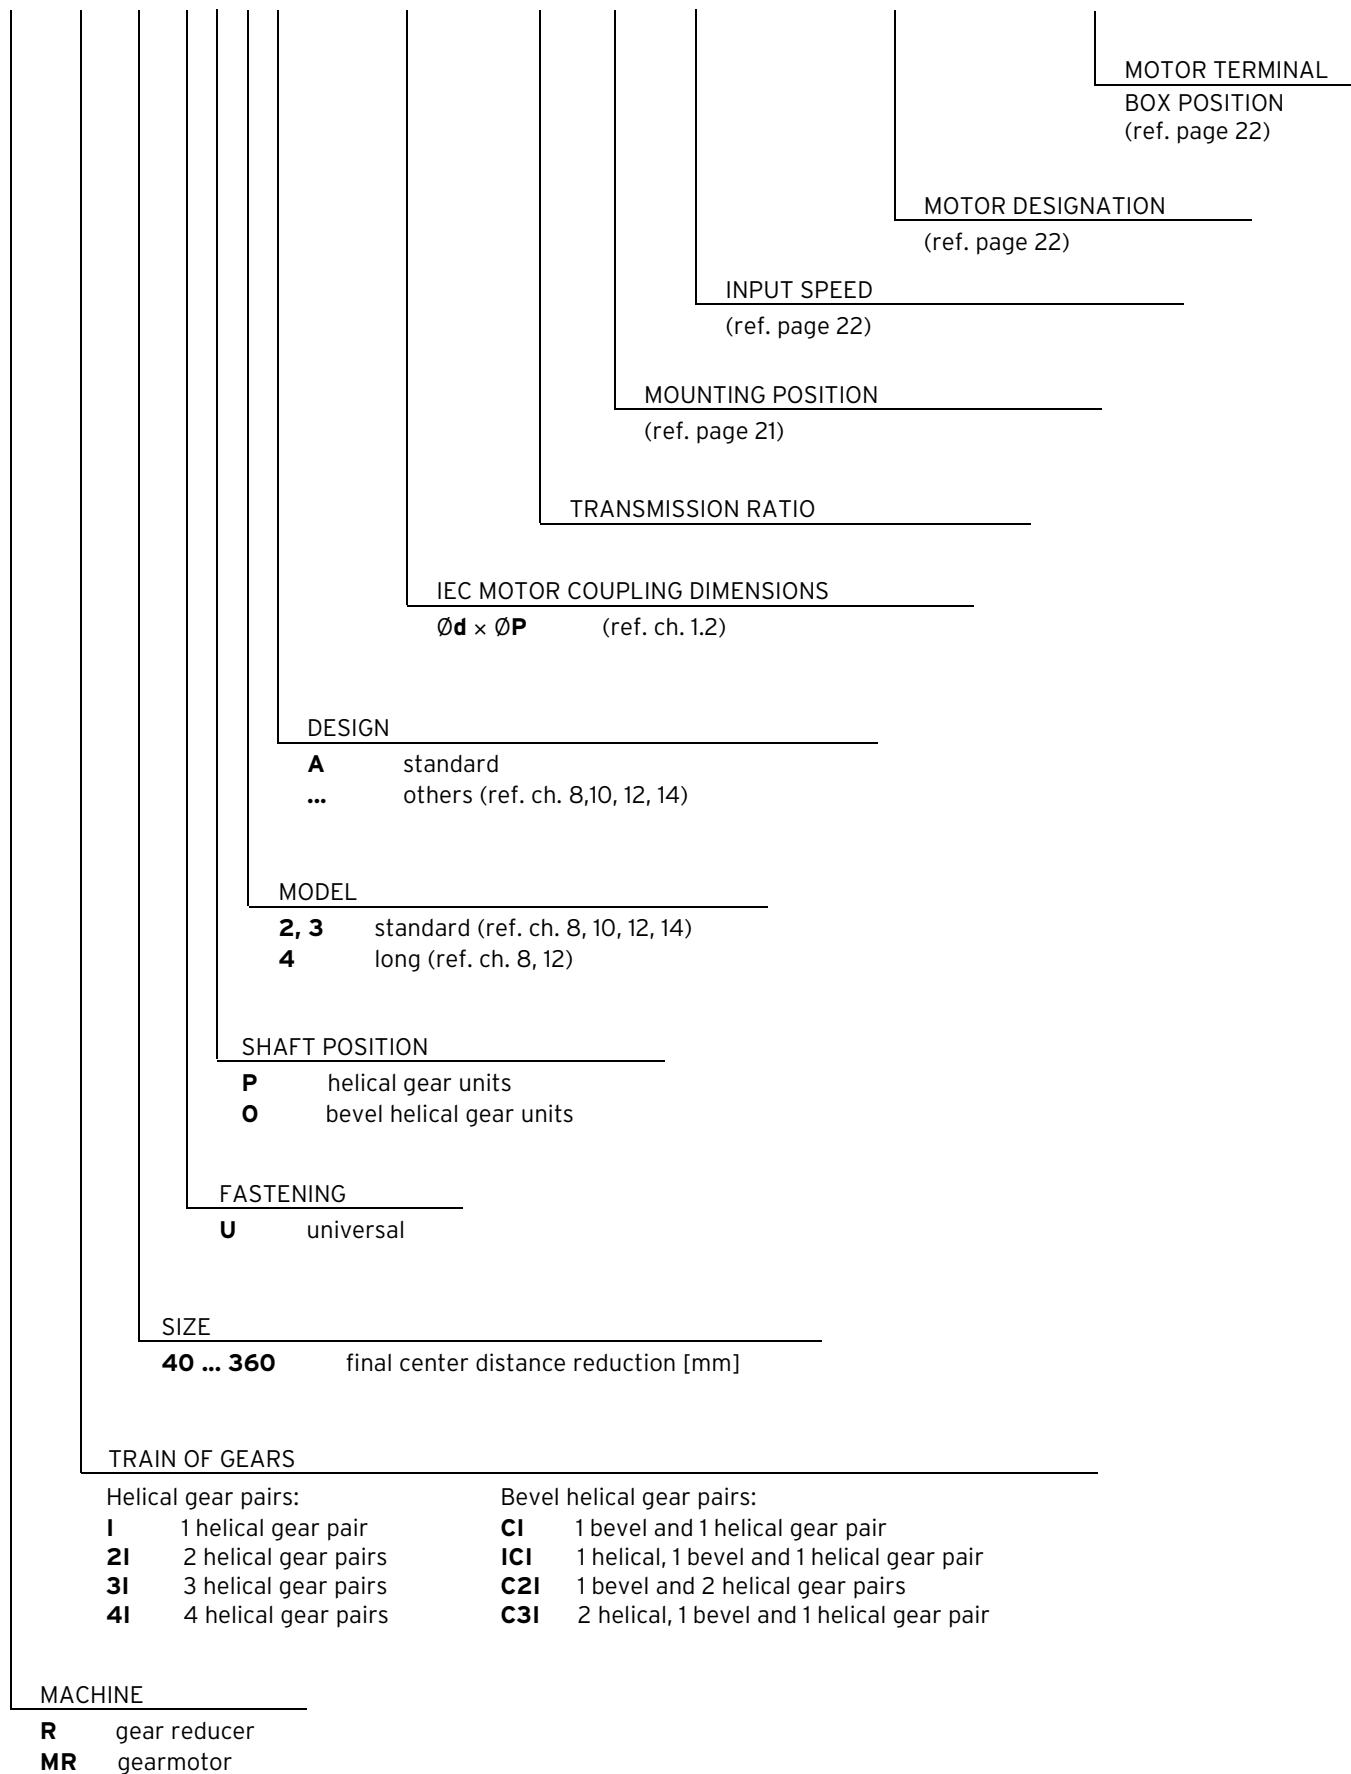 MOTOR TERMINAL
BOX POSITION
(ref. page 22)
MOTOR DESIGNATION
(ref. page 22)
INPUT SPEED
(ref. page 22)
MOUNTING POSITION
(ref. page 21)
TRANSMISSION RATIO
IEC MOTOR COUPLING DIMENSIONS
Ød × ØP (ref. ch. 1.2)
DESIGN
A standard
... others (ref. ch. 8,10, 12, 14)
MODEL
2, 3 standard (ref. ch. 8, 10, 12, 14)
4 long (ref. ch. 8, 12)
SHAFT POSITION
P helical gear units
O bevel helical gear units
FASTENING
U universal
SIZE
40 ... 360 final center distance reduction [mm]
TRAIN OF GEARS
Helical gear pairs:
I 1 helical gear pair
2I 2 helical gear pairs
3I 3 helical gear pairs
4I 4 helical gear pairs
Bevel helical gear pairs:
CI 1 bevel and 1 helical gear pair
ICI 1 helical, 1 bevel and 1 helical gear pair
C2I 1 bevel and 2 helical gear pairs
C3I 2 helical, 1 bevel and 1 helical gear pair
MACHINE
R gear reducer
MR gearmotor